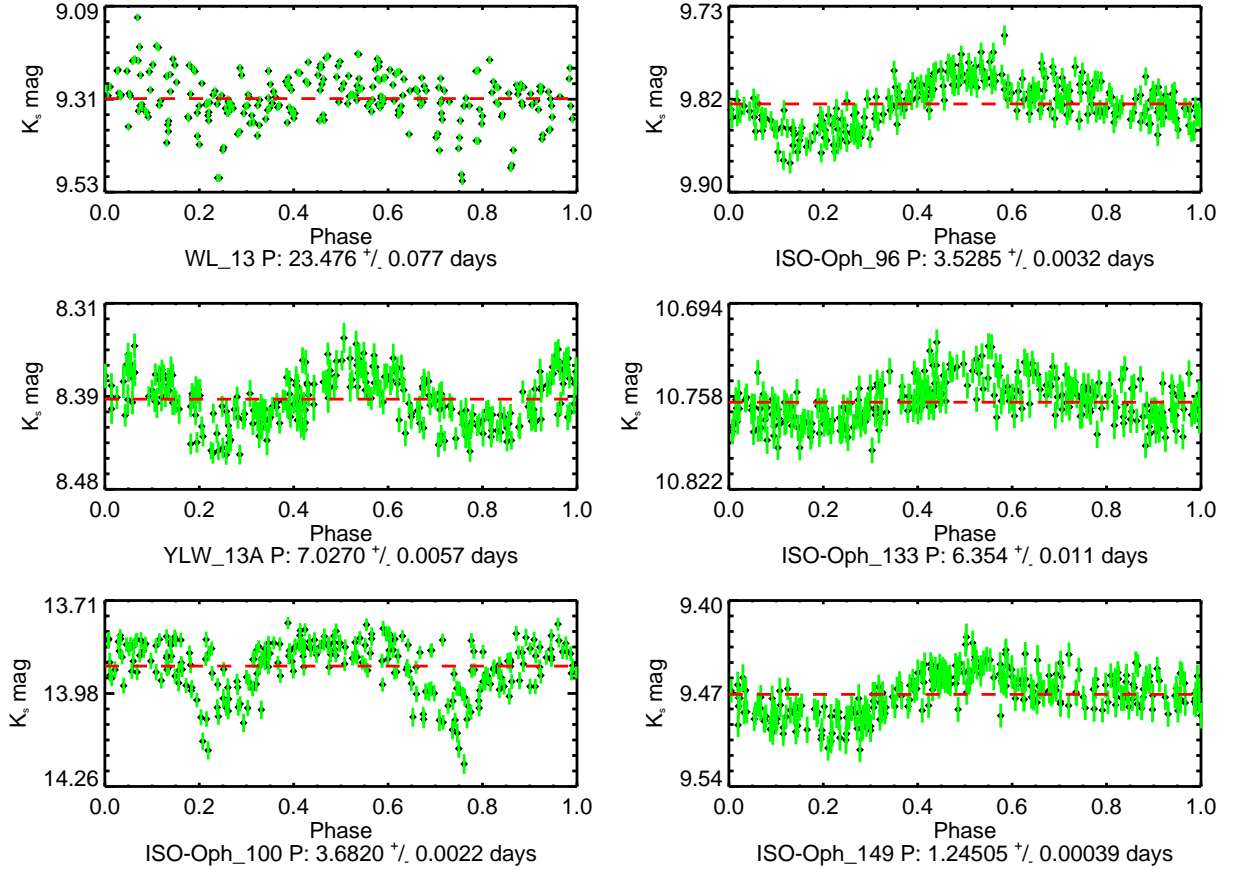 9.09
K_s mag
9.31
9.53
0.0 0.2 0.4 0.6 0.8 1.0
Phase
WL_13 P: 23.476 +/- 0.077 days
9.73
K_s mag
9.82
9.90
0.0 0.2 0.4 0.6 0.8 1.0
Phase
ISO-Oph_96 P: 3.5285 +/- 0.0032 days
8.31
K_s mag
8.39
8.48
0.0 0.2 0.4 0.6 0.8 1.0
Phase
YLW_13A P: 7.0270 +/- 0.0057 days
10.694
K_s mag
10.758
10.822
0.0 0.2 0.4 0.6 0.8 1.0
Phase
ISO-Oph_133 P: 6.354 +/- 0.011 days
13.71
K_s mag
13.98
14.26
0.0 0.2 0.4 0.6 0.8 1.0
Phase
ISO-Oph_100 P: 3.6820 +/- 0.0022 days
9.40
K_s mag
9.47
9.54
0.0 0.2 0.4 0.6 0.8 1.0
Phase
ISO-Oph_149 P: 1.24505 +/- 0.00039 days